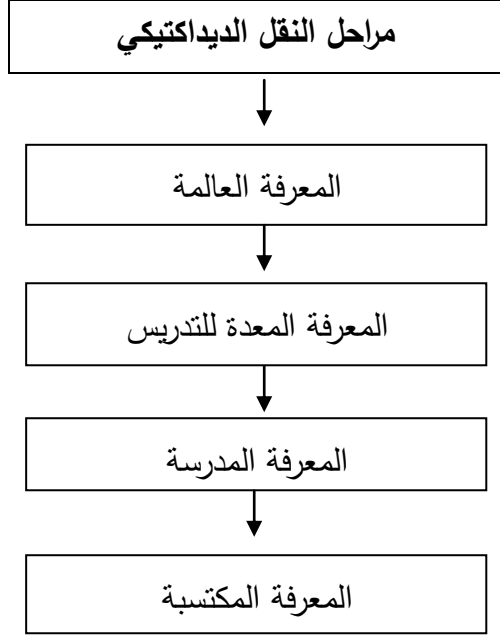 مراحل النقل الديداكتيكي
المعرفة العالمة
المعرفة المعدة للتدريس
المعرفة المدرسة
المعرفة المكتسبة